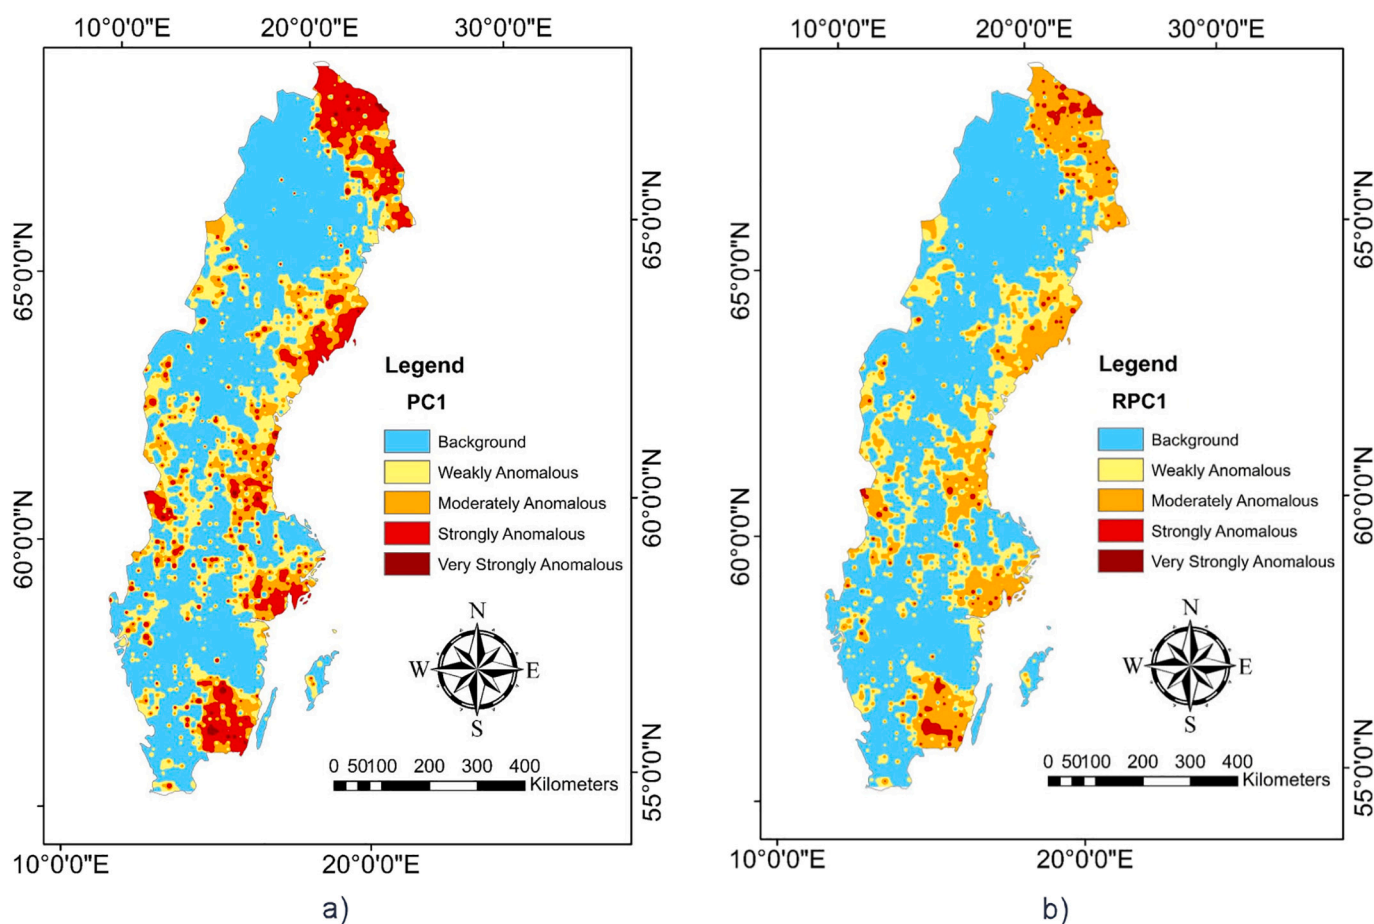 10°0'0"E 20°0'0"E 30°0'0"E
65°0'0"N
60°0'0"N
65°0'0"N
60°0'0"N
55°0'0"N
Legend
PC1
Background
Weakly Anomalous
Moderately Anomalous
Strongly Anomalous
Very Strongly Anomalous
N
W E
S
0 50100 200 300 400
Kilometers
10°0'0"E 20°0'0"E
a)
10°0'0"E 20°0'0"E 30°0'0"E
65°0'0"N
60°0'0"N
65°0'0"N
60°0'0"N
55°0'0"N
Legend
RPC1
Background
Weakly Anomalous
Moderately Anomalous
Strongly Anomalous
Very Strongly Anomalous
N
W E
S
0 50100 200 300 400
Kilometers
10°0'0"E 20°0'0"E
b)